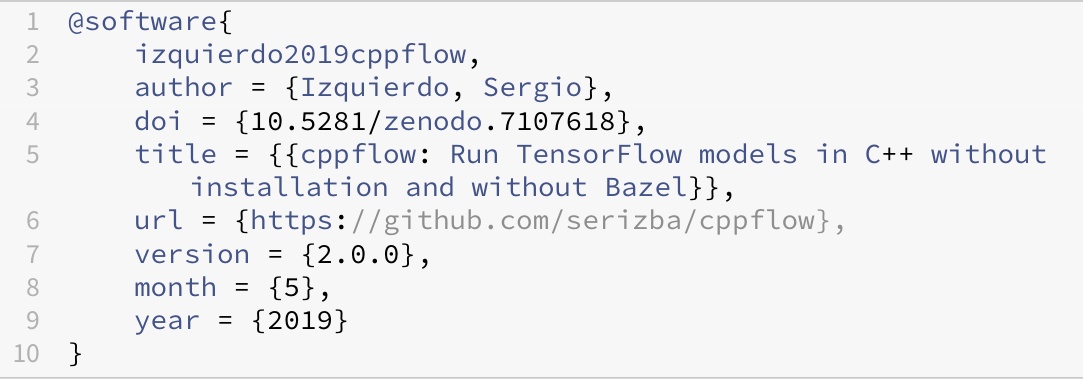 1 @software{
2 izquierdo2019cppflow,
3 author = {Izquierdo, Sergio},
4 doi = {10.5281/zenodo.7107618},
5 title = {{cppflow: Run TensorFlow models in C++ without
installation and without Bazel}},
6 url = {https://github.com/serizba/cppflow},
7 version = {2.0.0},
8 month = {5},
9 year = {2019}
10 }